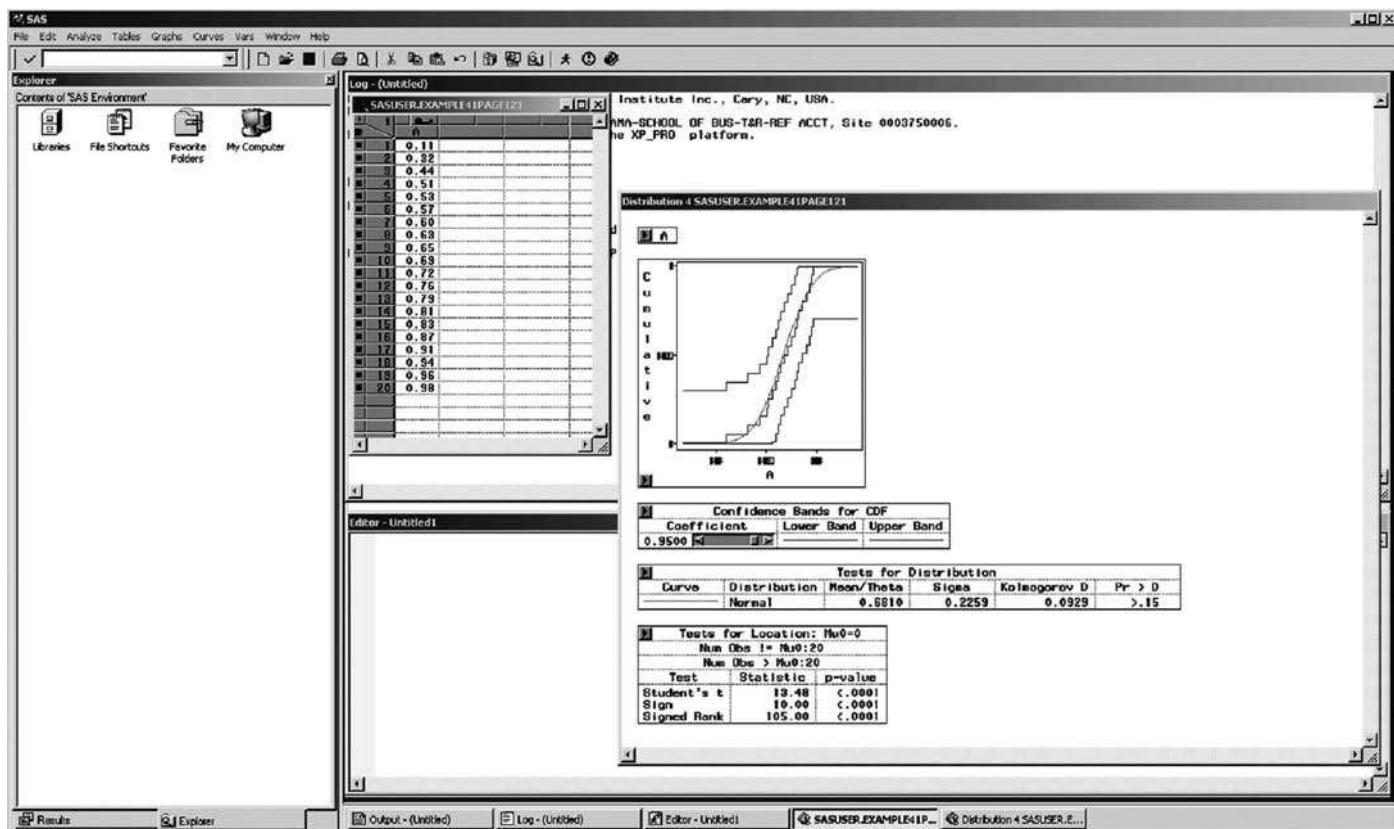 SAS
File Edit Analyze Tables Graphs Curves Vars Window Help
Explorer
Contents of 'SAS Environment'
Libraries
File Shortcuts
Favorite Folders
My Computer
Log - (Untitled)
Institute Inc., Cary, NC, USA.
AMA-SCHOOL OF BUS-T&R-REF ACCT, Site 0003750006.
he XP_PRO platform.
SASUSER.EXAMPLE41PAGE121
1
A
1 0.11
2 0.32
3 0.44
4 0.51
5 0.53
6 0.57
7 0.60
8 0.63
9 0.65
10 0.69
11 0.72
12 0.76
13 0.79
14 0.81
15 0.83
16 0.87
17 0.91
18 0.94
19 0.96
20 0.98
Distribution 4 SASUSER.EXAMPLE41PAGE121
A
Cumulative
A
Confidence Bands for CDF
Coefficient Lower Band Upper Band
0.9500
Tests for Distribution
Curve Distribution Mean/Theta Sigma Kolmogorov D Pr > D
Normal 0.6810 0.2259 0.0929 >.15
Tests for Location: Mu0=0
Num Obs != Mu0:20
Num Obs > Mu0:20
Test Statistic p-value
Student's t 13.48 <.0001
Sign 10.00 <.0001
Signed Rank 105.00 <.0001
Editor - Untitled1
Results
Explorer
Output - (Untitled)
Log - (Untitled)
Editor - Untitled1
SASUSER.EXAMPLE41P...
Distribution 4 SASUSER.E...